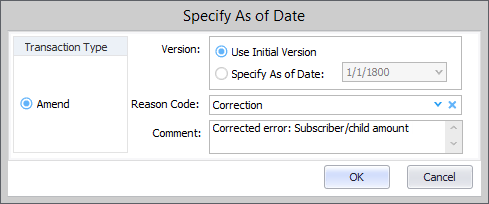 Specify As of Date
Transaction Type
Amend
Version:
Use Initial Version
Specify As of Date:
1/1/1800
Reason Code:
Correction
Comment:
Corrected error: Subscriber/child amount
OK
Cancel